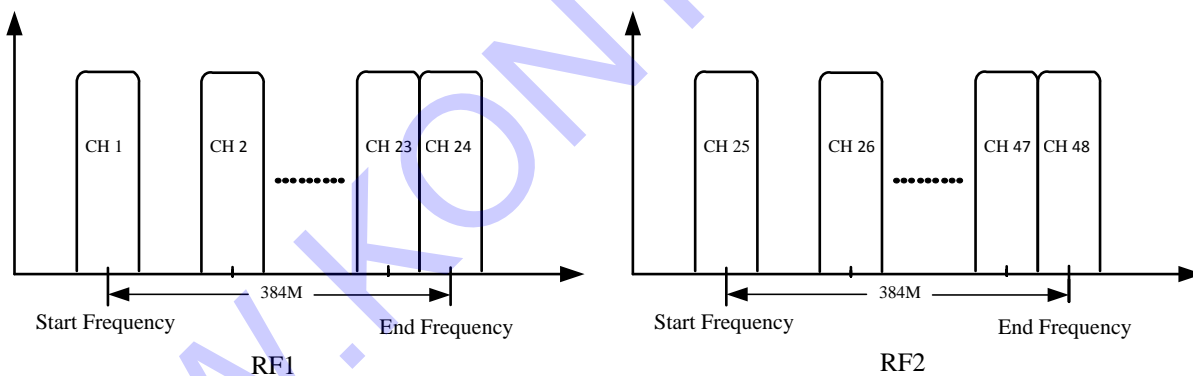 CH 1
CH 2
CH 23
CH 24
384M
Start Frequency
End Frequency
RF1
CH 25
CH 26
CH 47
CH 48
384M
Start Frequency
End Frequency
RF2